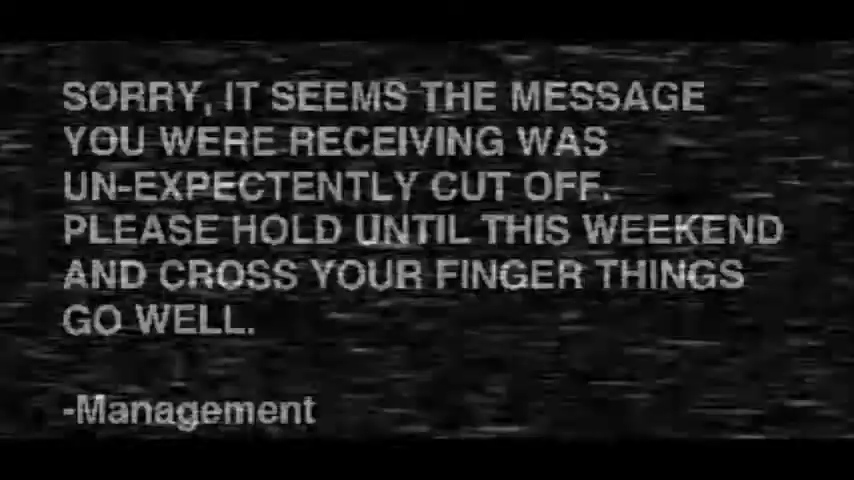 SORRY, IT SEEMS THE MESSAGE
YOU WERE RECEIVING WAS
UN-EXPECTENTLY CUT OFF.
PLEASE HOLD UNTIL THIS WEEKEND
AND CROSS YOUR FINGER THINGS
GO WELL.
-Management